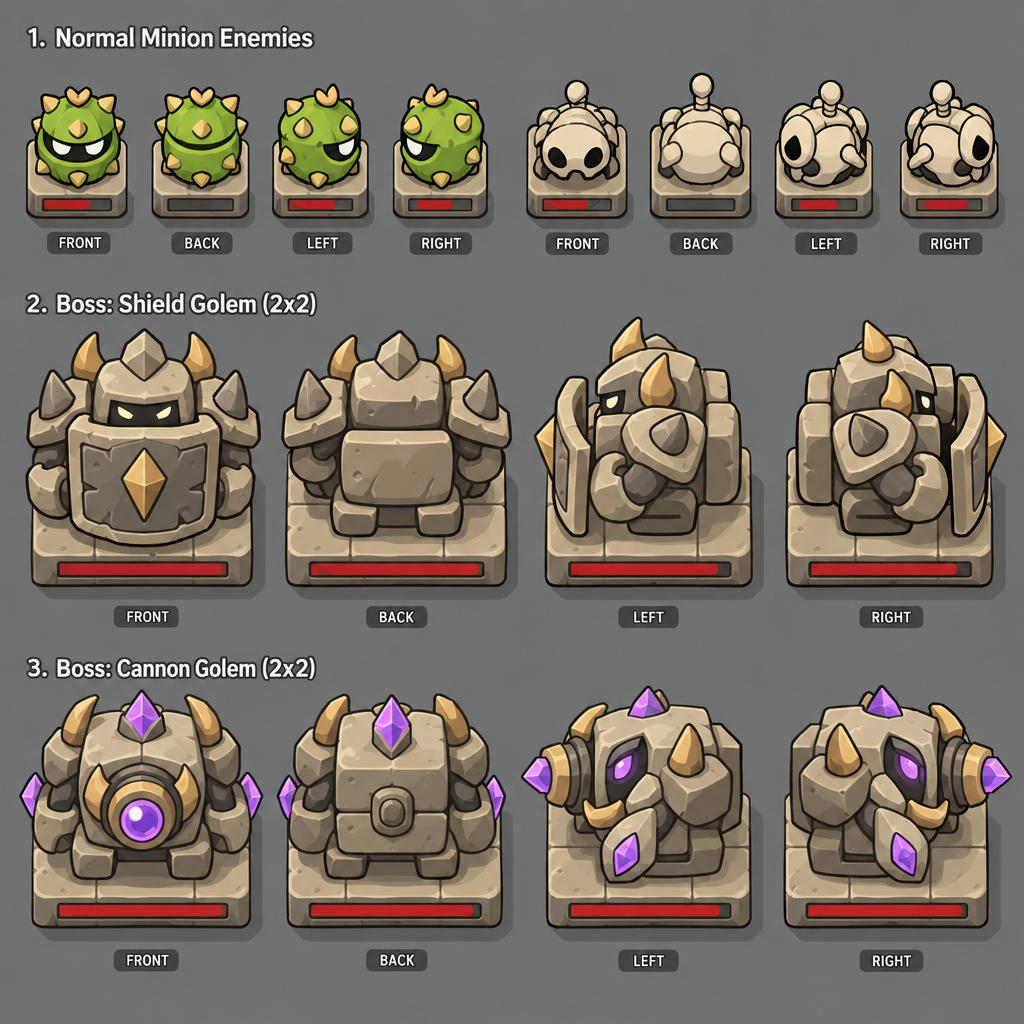 1. Normal Minion Enemies
FRONT BACK LEFT RIGHT FRONT BACK LEFT RIGHT
2. Boss: Shield Golem (2x2)
FRONT BACK LEFT RIGHT
3. Boss: Cannon Golem (2x2)
FRONT BACK LEFT RIGHT